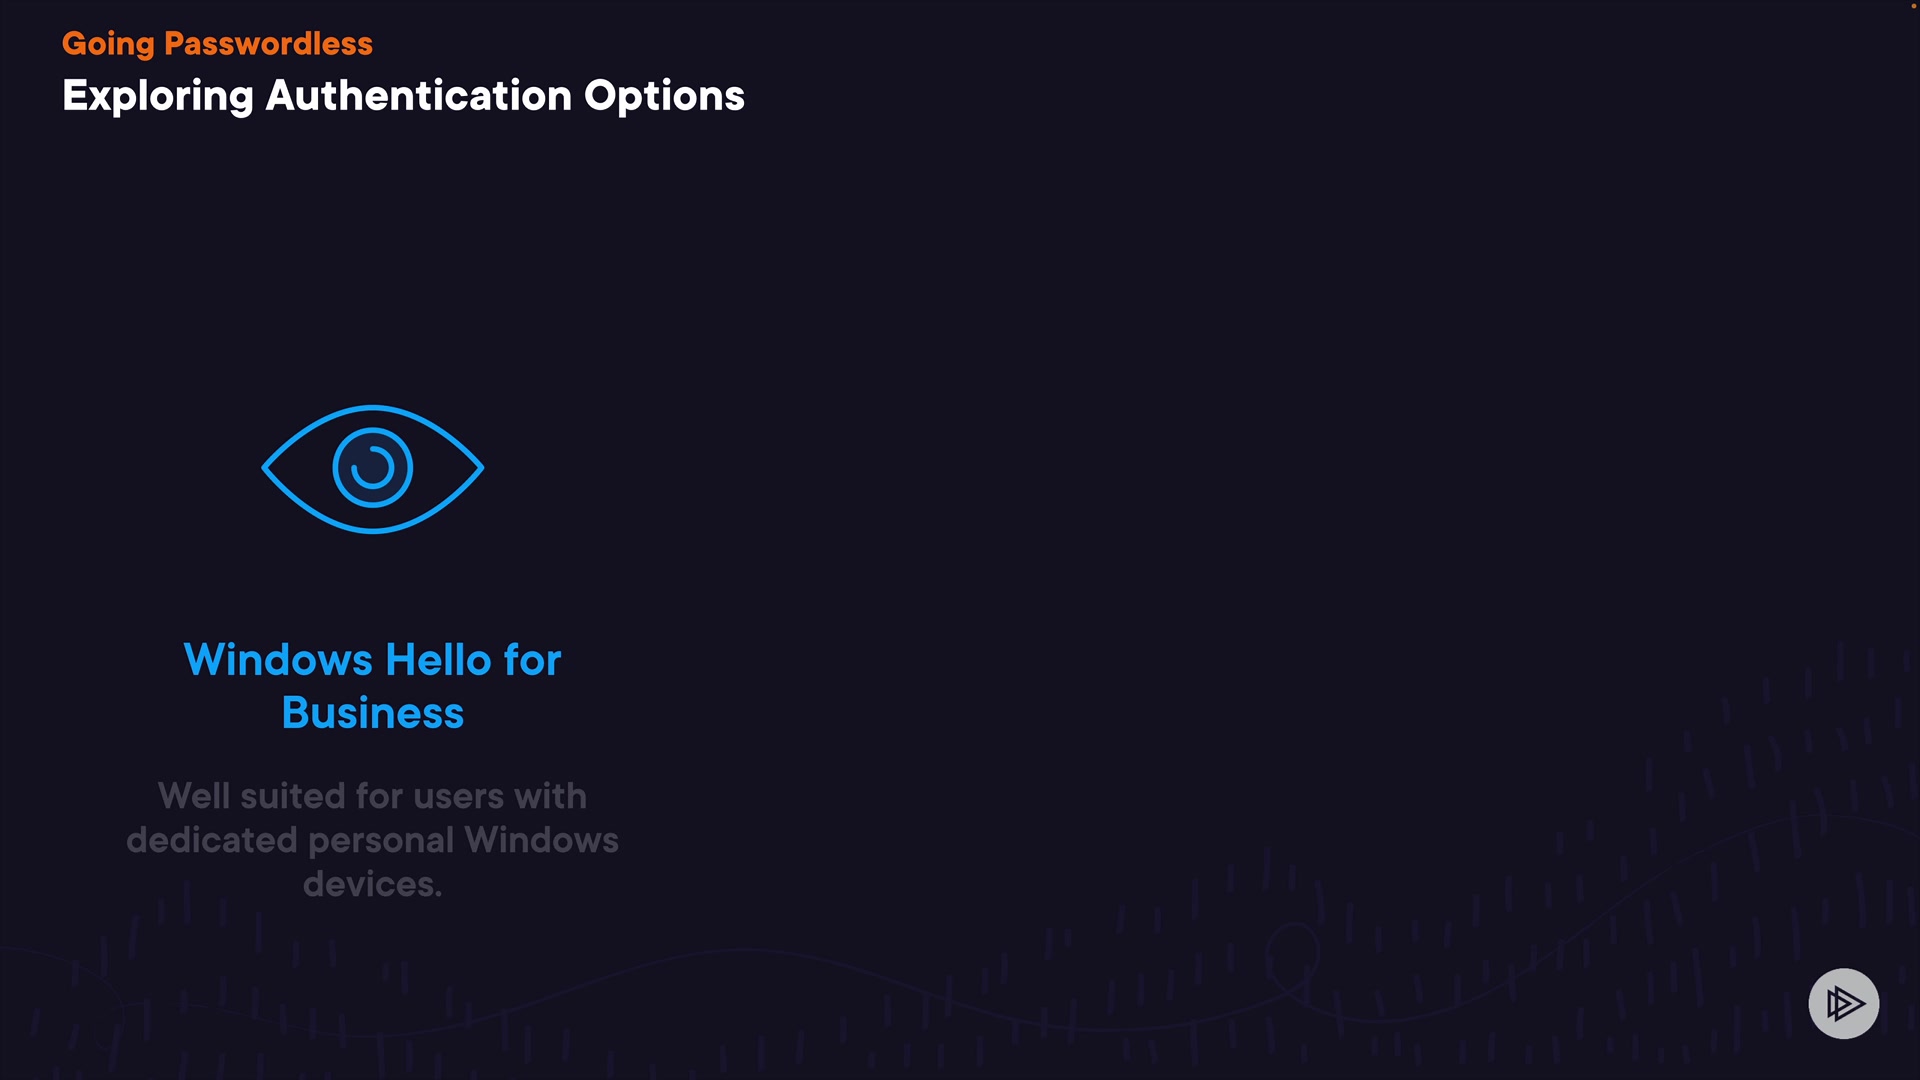 Going Passwordless
Exploring Authentication Options
Windows Hello for
Business
Well suited for users with
dedicated personal Windows
devices.